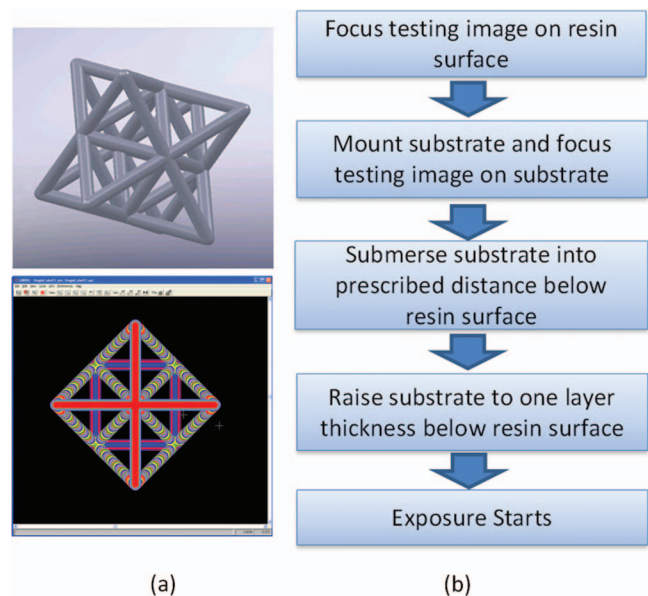 Focus testing image on resin
surface
Mount substrate and focus
testing image on substrate
Submerse substrate into
prescribed distance below
resin surface
Raise substrate to one layer
thickness below resin surface
Exposure Starts
(a)
(b)